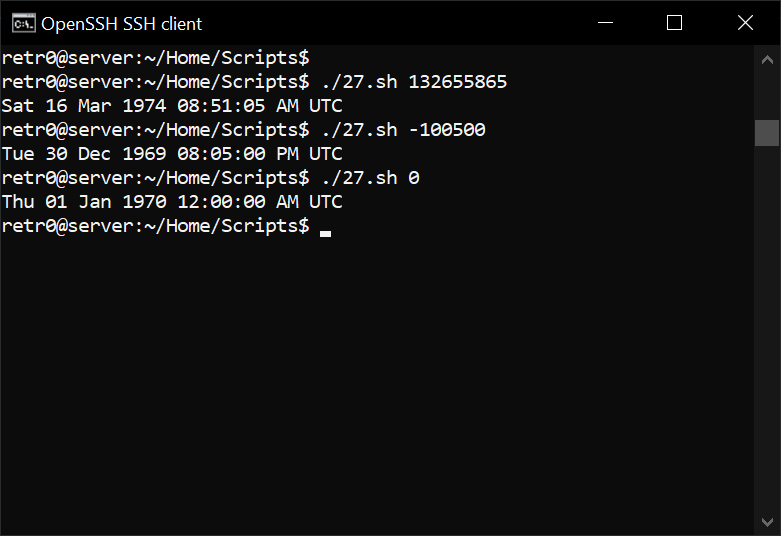 OpenSSH SSH client
retr0@server:~/Home/Scripts$
retr0@server:~/Home/Scripts$ ./27.sh 132655865
Sat 16 Mar 1974 08:51:05 AM UTC
retr0@server:~/Home/Scripts$ ./27.sh -100500
Tue 30 Dec 1969 08:05:00 PM UTC
retr0@server:~/Home/Scripts$ ./27.sh 0
Thu 01 Jan 1970 12:00:00 AM UTC
retr0@server:~/Home/Scripts$